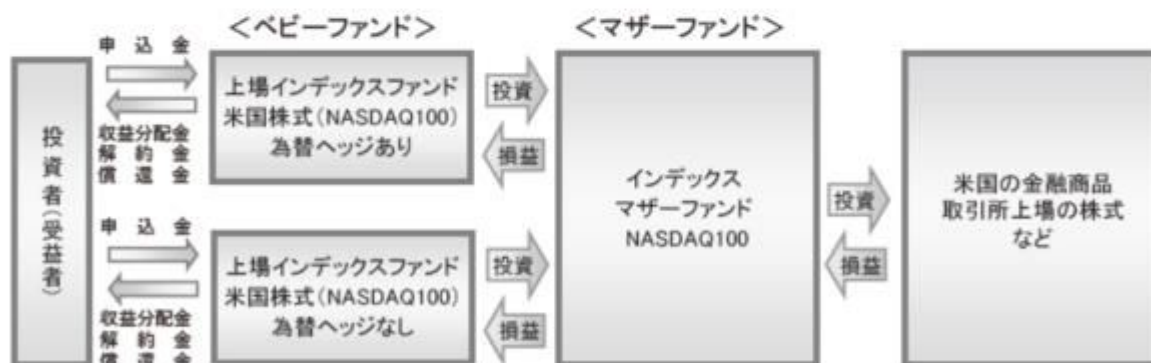 ＜ベビーファンド＞
＜マザーファンド＞
申込金
収益分配金
解約金
償還金
投資者(受益者)
上場インデックスファンド
米国株式(NASDAQ100)
為替ヘッジあり
投資
損益
申込金
収益分配金
解約金
償還金
上場インデックスファンド
米国株式(NASDAQ100)
為替ヘッジなし
投資
損益
インデックス
マザーファンド
NASDAQ100
投資
損益
米国の金融商品
取引所上場の株式
など